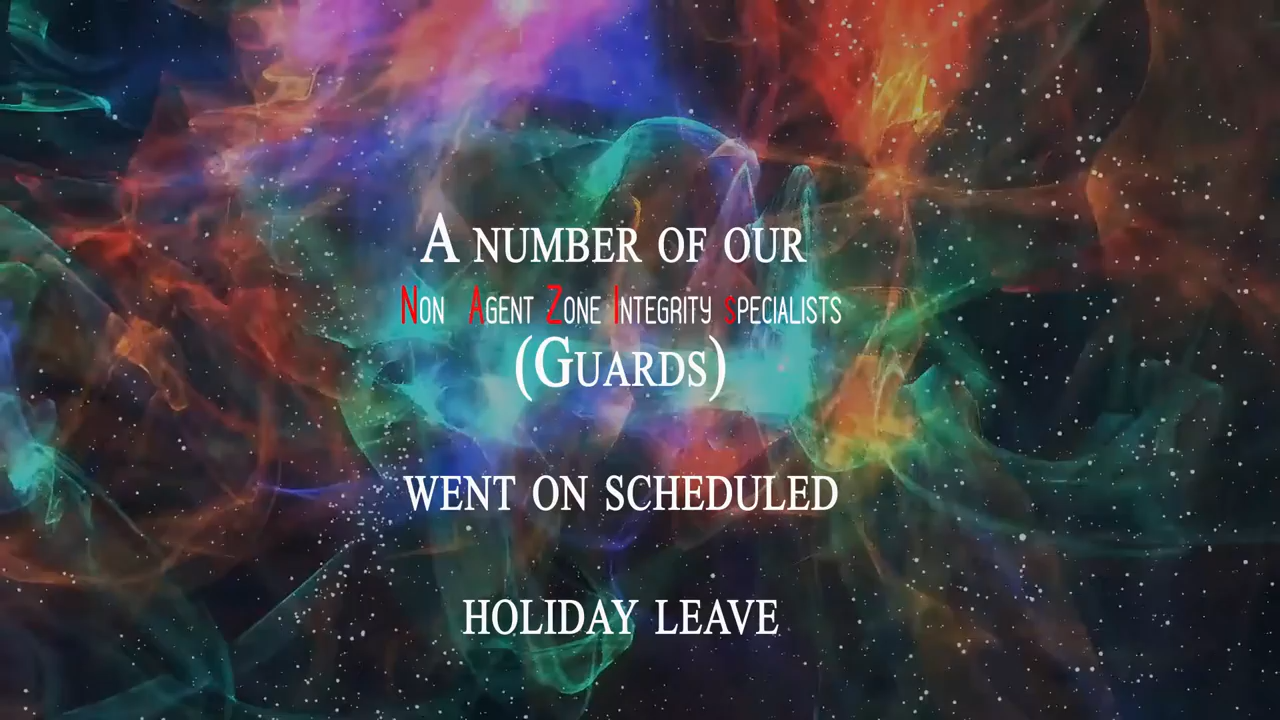 A NUMBER OF OUR
NON AGENT ZONE INTEGRITY SPECIALISTS
(GUARDS)
WENT ON SCHEDULED
HOLIDAY LEAVE